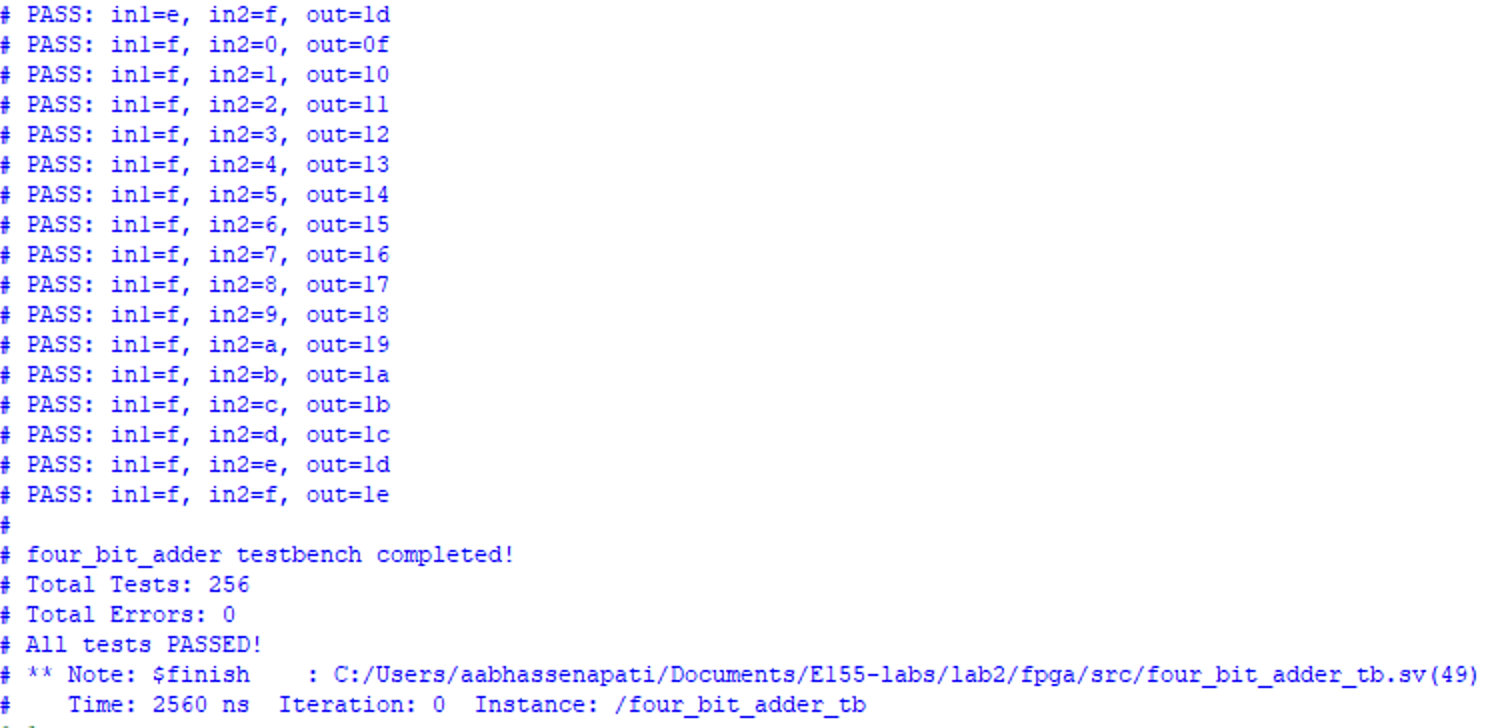 # PASS: in1=e, in2=f, out=1d
# PASS: in1=f, in2=0, out=0f
# PASS: in1=f, in2=1, out=10
# PASS: in1=f, in2=2, out=11
# PASS: in1=f, in2=3, out=12
# PASS: in1=f, in2=4, out=13
# PASS: in1=f, in2=5, out=14
# PASS: in1=f, in2=6, out=15
# PASS: in1=f, in2=7, out=16
# PASS: in1=f, in2=8, out=17
# PASS: in1=f, in2=9, out=18
# PASS: in1=f, in2=a, out=19
# PASS: in1=f, in2=b, out=1a
# PASS: in1=f, in2=c, out=1b
# PASS: in1=f, in2=d, out=1c
# PASS: in1=f, in2=e, out=1d
# PASS: in1=f, in2=f, out=1e
#
# four_bit_adder testbench completed!
# Total Tests: 256
# Total Errors: 0
# All tests PASSED!
# ** Note: $finish    : C:/Users/aabhassenapati/Documents/E155-labs/lab2/fpga/src/four_bit_adder_tb.sv(49)
#    Time: 2560 ns  Iteration: 0  Instance: /four_bit_adder_tb